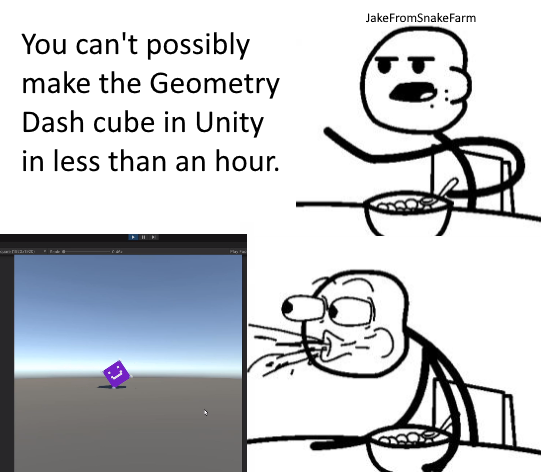 JakeFromSnakeFarm
You can't possibly
make the Geometry
Dash cube in Unity
in less than an hour.